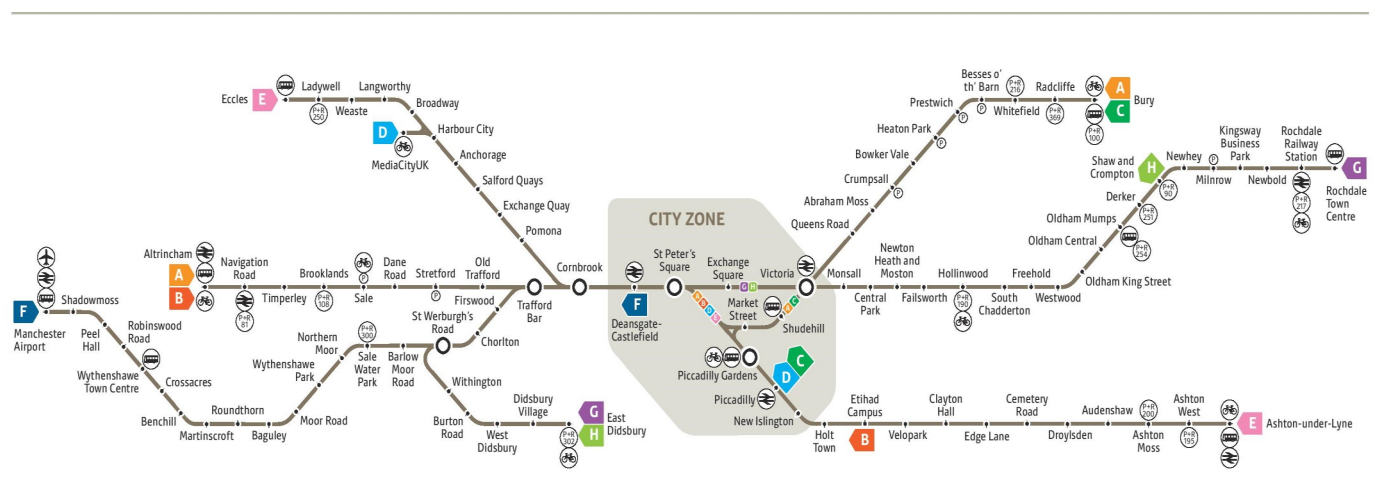 Eccles
E
Ladywell
P+R
250
Weaste
Langworthy
Broadway
D
MediaCityUK
Harbour City
Anchorage
Salford Quays
Exchange Quay
Pomona
Altrincham
A
B
Navigation
Road
P+R
81
Timperley
Brooklands
P+R
108
P
Sale
Dane
Road
Stretford
P
Old
Trafford
Trafford
Bar
Cornbrook
F
Manchester
Airport
Shadowmoss
Peel
Hall
Robinswood
Road
Wythenshawe
Town Centre
Crossacres
Benchill
Martinscroft
Roundthorn
Baguley
Moor Road
Wythenshawe
Park
Northern
Moor
P+R
300
Sale
Water
Park
Barlow
Moor
Road
St Werburgh's
Road
Chorlton
Firswood
Withington
Burton
Road
West
Didsbury
Didsbury
Village
G
H
East
Didsbury
P+R
302
CITY ZONE
F
Deansgate-
Castlefield
St Peter's
Square
Exchange
Square
G H
Victoria
A
B
D
E
Market
Street
A
C
Shudehill
Piccadilly Gardens
C
D
Piccadilly
New Islington
Queens Road
Abraham Moss
Crumpsall
P
Bowker Vale
Heaton Park
P
Prestwich
P
Besses o'
th' Barn
P
P+R
216
Whitefield
Radcliffe
P+R
369
P+R
100
A
C
Bury
Monsall
Central
Park
Newton
Heath and
Moston
Failsworth
Hollinwood
P+R
190
South
Chadderton
Freehold
Westwood
Oldham King Street
Oldham Central
Oldham Mumps
P+R
254
Derker
P+R
251
Shaw and
Crompton
H
P+R
90
Newhey
P
Milnrow
Kingsway
Business
Park
Newbold
Rochdale
Railway
Station
P+R
217
G
Rochdale
Town
Centre
Holt
Town
Etihad
Campus
B
Velopark
Clayton
Hall
Edge Lane
Cemetery
Road
Droylsden
Audenshaw
P+R
200
Ashton
Moss
Ashton
West
P+R
195
E
Ashton-under-Lyne